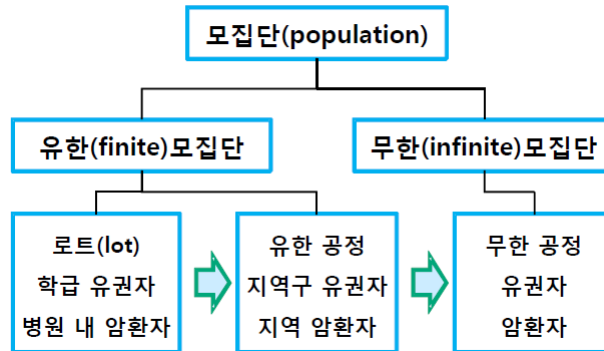 모집단(population)
유한(finite)모집단
무한(infinite)모집단
로트(lot)
학급 유권자
병원 내 암환자
유한 공정
지역구 유권자
지역 암환자
무한 공정
유권자
암환자